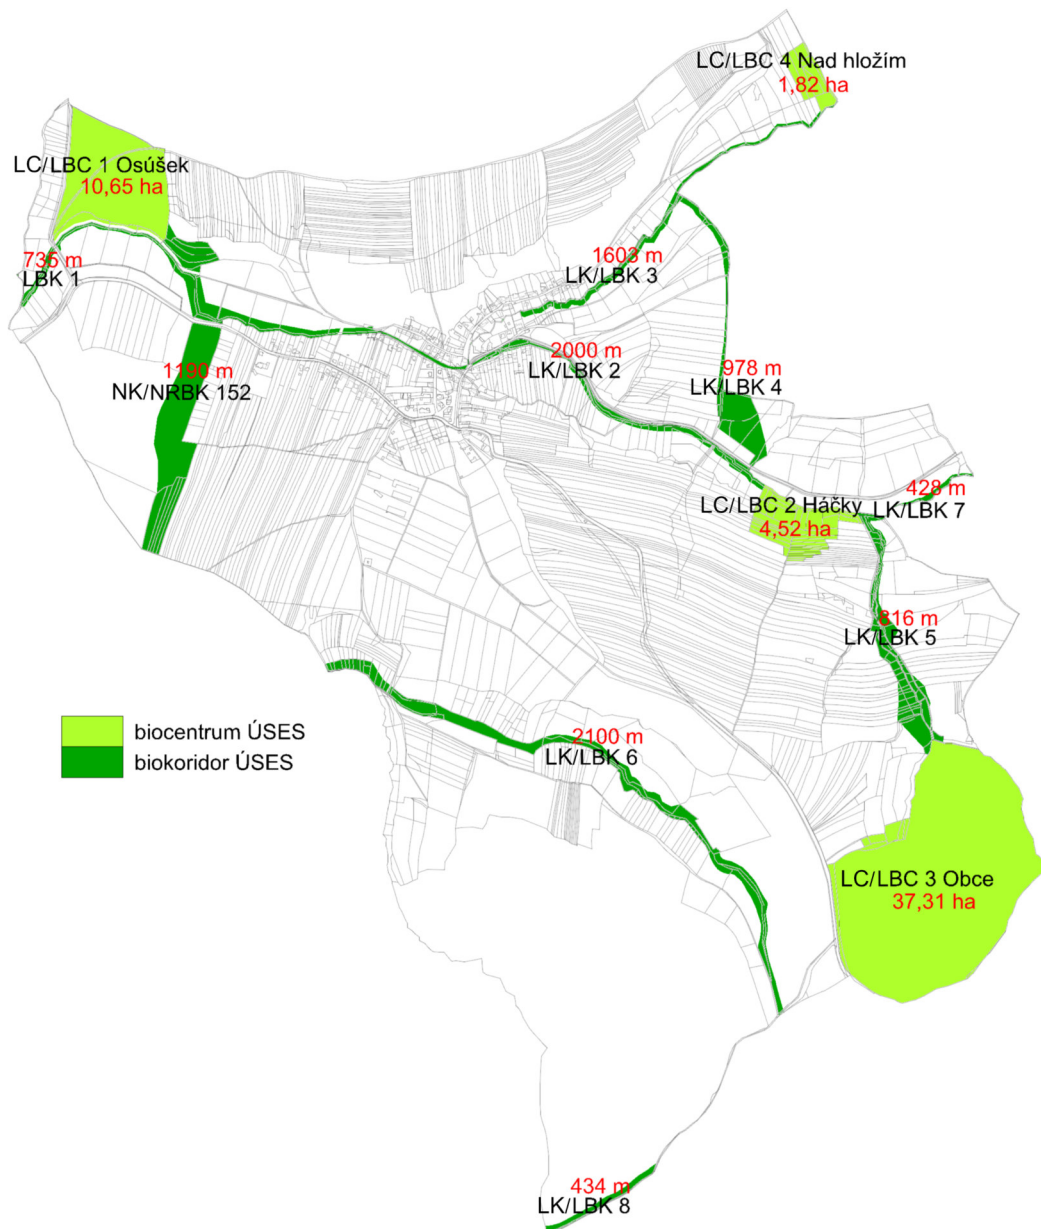 LC/LBC 4 Nad hložím
1,82 ha
LC/LBC 1 Osúšek
10,65 ha
735 m
LBK 1
1603 m
LK/LBK 3
2000 m
LK/LBK 2
1190 m
NK/NRBK 152
978 m
LK/LBK 4
428 m
LK/LBK 7
LC/LBC 2 Háčky
4,52 ha
816 m
LK/LBK 5
biocentrum ÚSES
biokoridor ÚSES
2100 m
LK/LBK 6
LC/LBC 3 Obce
37,31 ha
434 m
LK/LBK 8